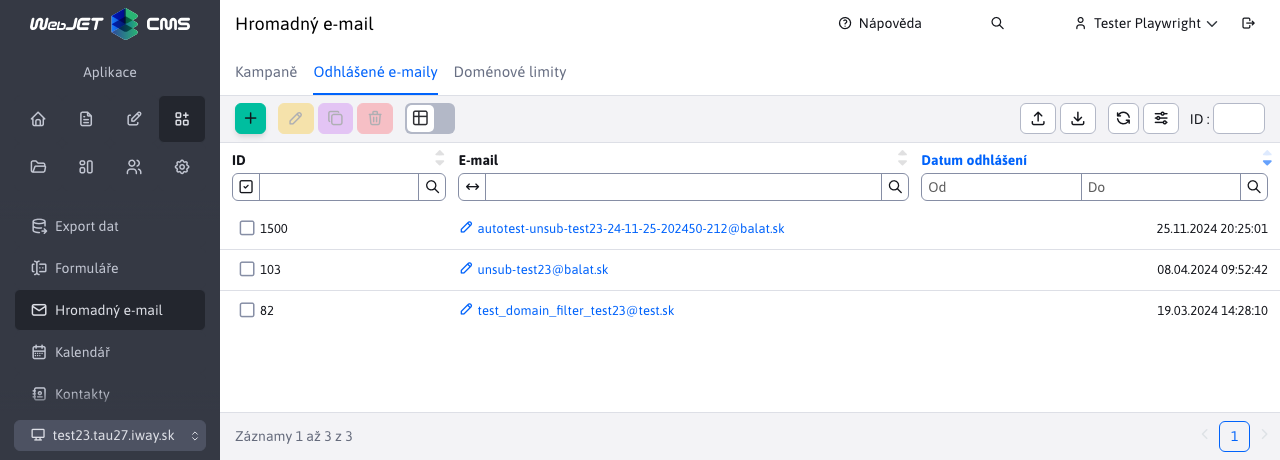 WebJET CMS
Hromadný e-mail
Nápověda
Tester Playwright
Aplikace
Kampaně
Odhlášené e-maily
Doménové limity
ID :
ID
E-mail
Datum odhlášení
Od
Do
1500
autotest-unsub-test23-24-11-25-202450-212@balat.sk
25.11.2024 20:25:01
103
unsub-test23@balat.sk
08.04.2024 09:52:42
82
test_domain_filter_test23@test.sk
19.03.2024 14:28:10
Export dat
Formuláře
Hromadný e-mail
Kalendář
Kontakty
test23.tau27.iway.sk
Záznamy 1 až 3 z 3
1